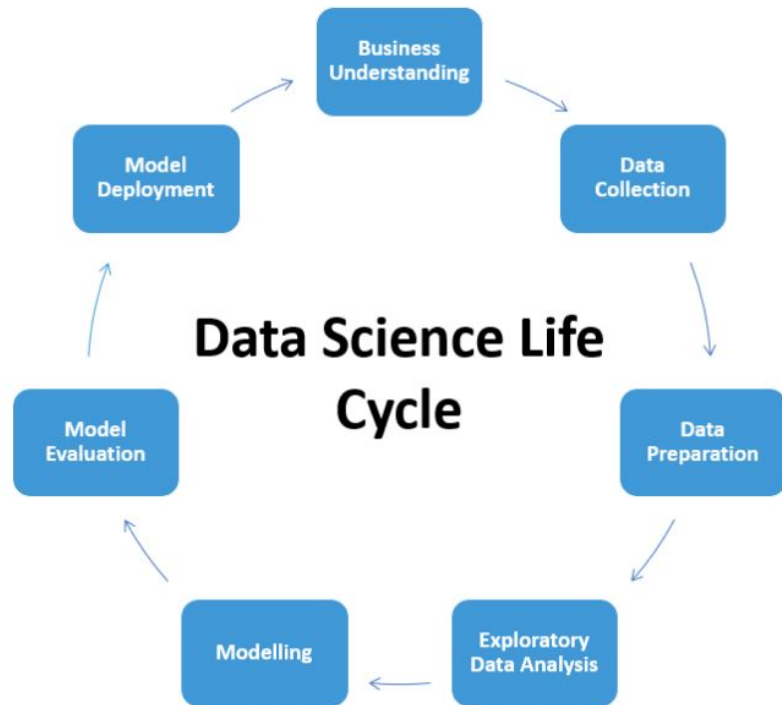 Business
Understanding
Data
Collection
Data
Preparation
Exploratory
Data Analysis
Modelling
Model
Evaluation
Model
Deployment
Data Science Life
Cycle